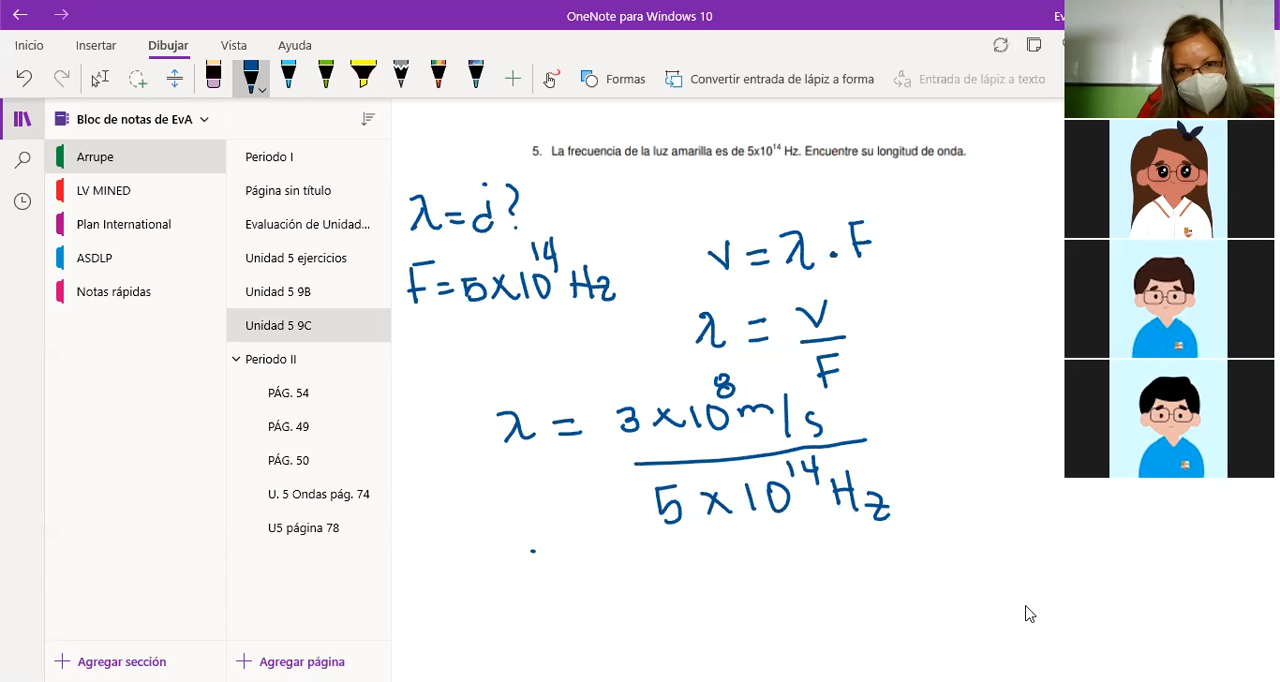 OneNote para Windows 10
Ev
Inicio Insertar Dibujar Vista Ayuda
Formas Convertir entrada de lápiz a forma Entrada de lápiz a texto
Bloc de notas de EvA
Arrupe
LV MINED
Plan International
ASDLP
Notas rápidas
Agregar sección
Periodo I
Página sin título
Evaluación de Unidad...
Unidad 5 ejercicios
Unidad 5 9B
Unidad 5 9C
Periodo II
PÁG. 54
PÁG. 49
PÁG. 50
U. 5 Ondas pág. 74
U5 página 78
Agregar página
5. La frecuencia de la luz amarilla es de 5x10¹⁴ Hz. Encuentre su longitud de onda.
λ = ¿?
F = 5×10¹⁴ Hz
v = λ . F
λ = v
F
λ = 3×10⁸ m/s
5×10¹⁴ Hz